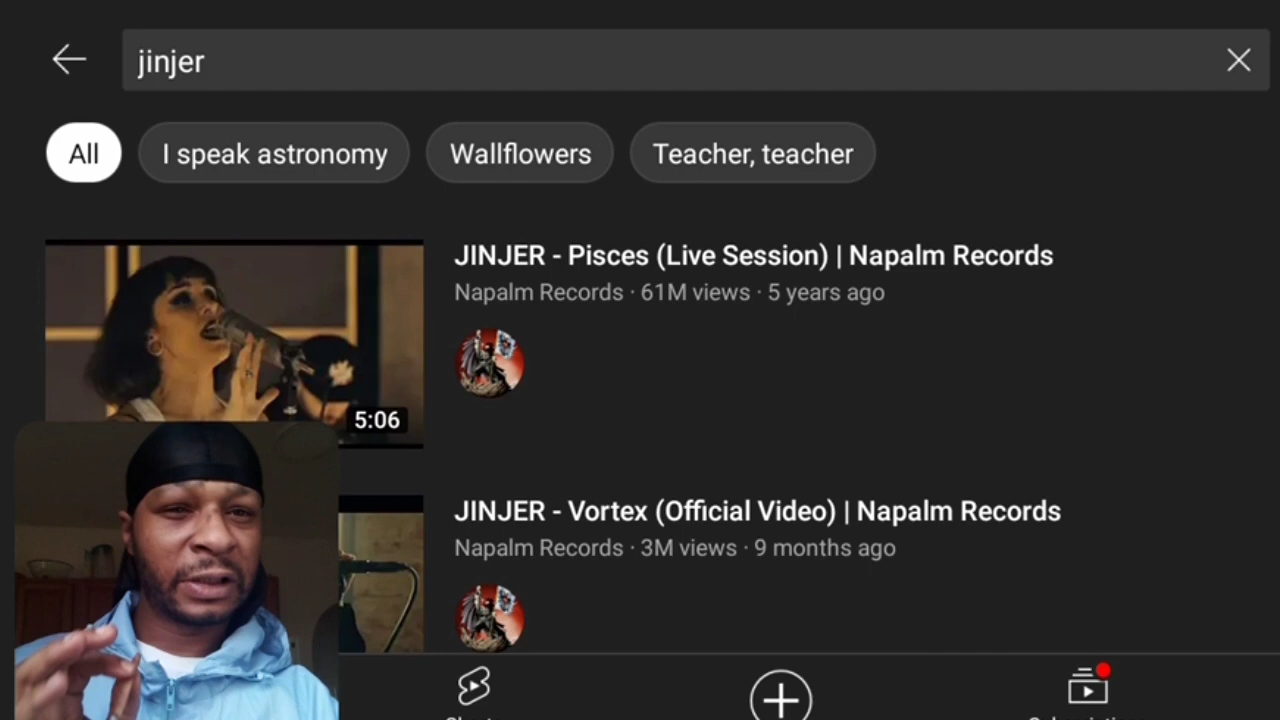 jinjer
All
I speak astronomy
Wallflowers
Teacher, teacher
JINJER - Pisces (Live Session) | Napalm Records
Napalm Records · 61M views · 5 years ago
5:06
JINJER - Vortex (Official Video) | Napalm Records
Napalm Records · 3M views · 9 months ago